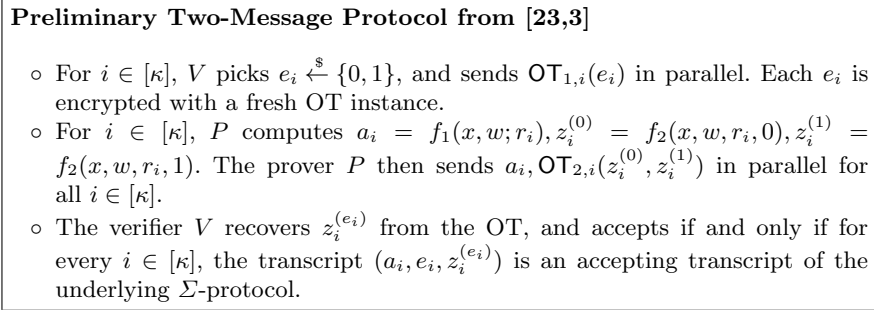 Preliminary Two-Message Protocol from [23,3]
∘ For i ∈ [κ], V picks e_i ←$ {0, 1}, and sends OT_{1,i}(e_i) in parallel. Each e_i is
encrypted with a fresh OT instance.
∘ For i ∈ [κ], P computes a_i = f_1(x, w; r_i), z_i^{(0)} = f_2(x, w, r_i, 0), z_i^{(1)} =
f_2(x, w, r_i, 1). The prover P then sends a_i, OT_{2,i}(z_i^{(0)}, z_i^{(1)}) in parallel for
all i ∈ [κ].
∘ The verifier V recovers z_i^{(e_i)} from the OT, and accepts if and only if for
every i ∈ [κ], the transcript (a_i, e_i, z_i^{(e_i)}) is an accepting transcript of the
underlying Σ-protocol.